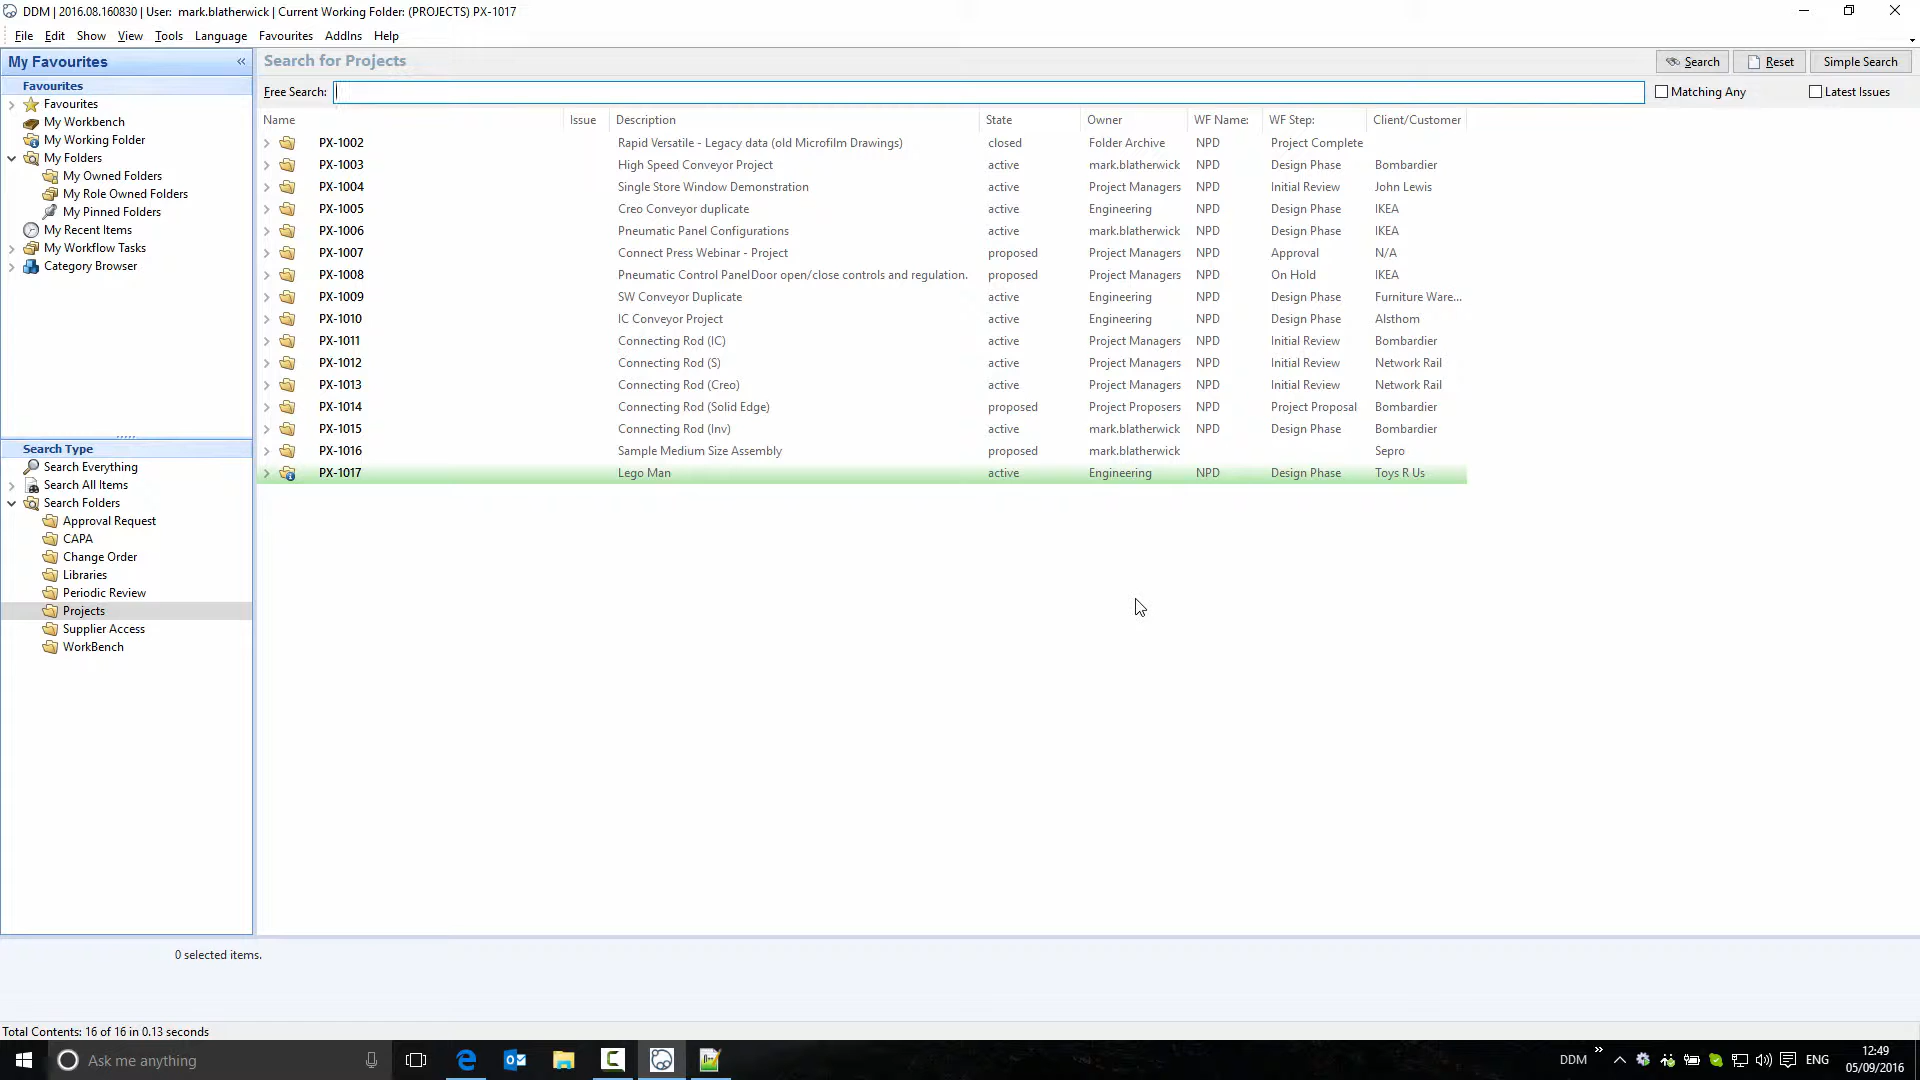 DDM | 2016.08.160830 | User: mark.blatherwick | Current Working Folder: (PROJECTS) PX-1017
File Edit Show View Tools Language Favourites AddIns Help
My Favourites «
Favourites
Favourites
My Workbench
My Working Folder
My Folders
My Owned Folders
My Role Owned Folders
My Pinned Folders
My Recent Items
My Workflow Tasks
Category Browser
Search Type
Search Everything
Search All Items
Search Folders
Approval Request
CAPA
Change Order
Libraries
Periodic Review
Projects
Supplier Access
WorkBench
Search for Projects Search Reset Simple Search
Free Search: Matching Any Latest Issues
Name Issue Description State Owner WF Name: WF Step: Client/Customer
PX-1002 Rapid Versatile - Legacy data (old Microfilm Drawings) closed Folder Archive NPD Project Complete
PX-1003 High Speed Conveyor Project active mark.blatherwick NPD Design Phase Bombardier
PX-1004 Single Store Window Demonstration active Project Managers NPD Initial Review John Lewis
PX-1005 Creo Conveyor duplicate active Engineering NPD Design Phase IKEA
PX-1006 Pneumatic Panel Configurations active mark.blatherwick NPD Design Phase IKEA
PX-1007 Connect Press Webinar - Project proposed Project Managers NPD Approval N/A
PX-1008 Pneumatic Control PanelDoor open/close controls and regulation. proposed Project Managers NPD On Hold IKEA
PX-1009 SW Conveyor Duplicate active Engineering NPD Design Phase Furniture Ware...
PX-1010 IC Conveyor Project active Engineering NPD Design Phase Alsthom
PX-1011 Connecting Rod (IC) active Project Managers NPD Initial Review Bombardier
PX-1012 Connecting Rod (S) active Project Managers NPD Initial Review Network Rail
PX-1013 Connecting Rod (Creo) active Project Managers NPD Initial Review Network Rail
PX-1014 Connecting Rod (Solid Edge) proposed Project Proposers NPD Project Proposal Bombardier
PX-1015 Connecting Rod (Inv) active mark.blatherwick NPD Design Phase Bombardier
PX-1016 Sample Medium Size Assembly proposed mark.blatherwick Sepro
PX-1017 Lego Man active Engineering NPD Design Phase Toys R Us
0 selected items.
Total Contents: 16 of 16 in 0.13 seconds
Ask me anything DDM » ENG 12:49
05/09/2016